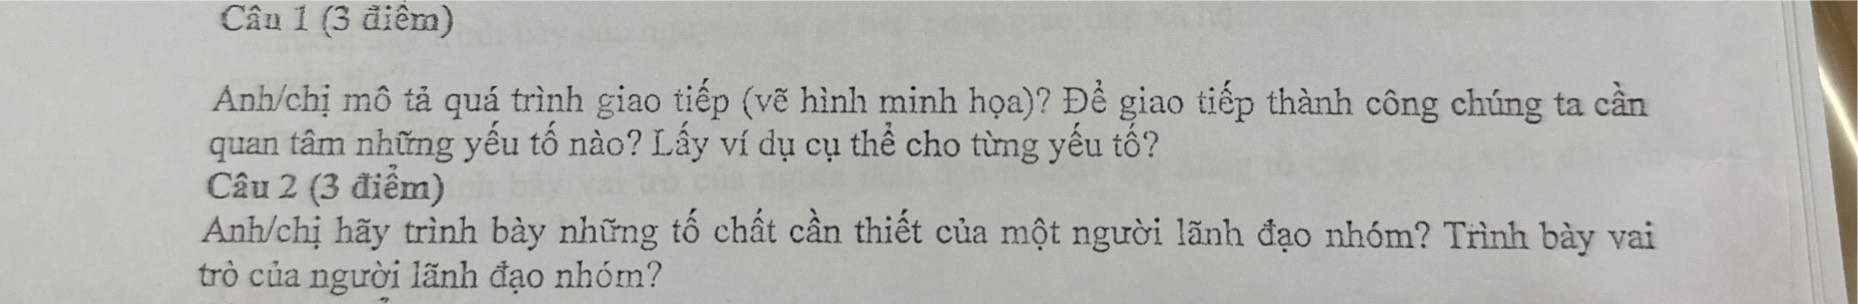 Câu 1 (3 điểm)
Anh/chị mô tả quá trình giao tiếp (vẽ hình minh họa)? Để giao tiếp thành công chúng ta cần
quan tâm những yếu tố nào? Lấy ví dụ cụ thể cho từng yếu tố?
Câu 2 (3 điểm)
Anh/chị hãy trình bày những tố chất cần thiết của một người lãnh đạo nhóm? Trình bày vai
trò của người lãnh đạo nhóm?